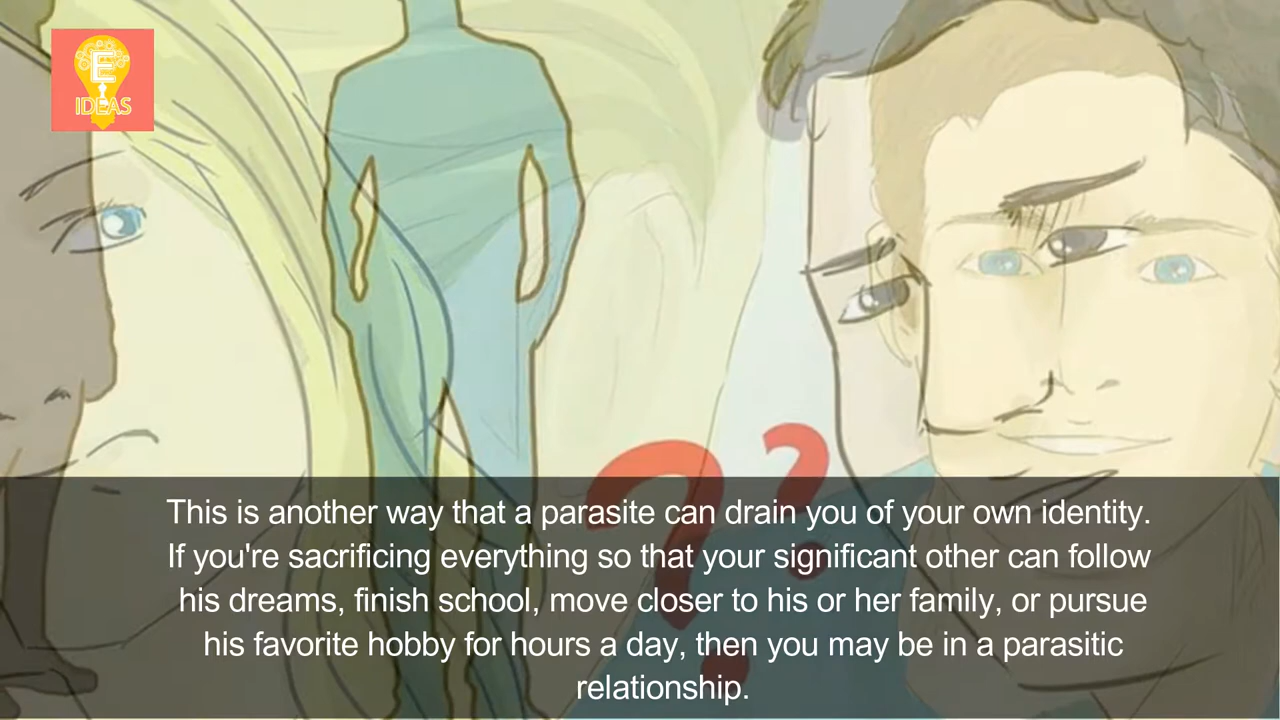 E
IDEAS
? ?
This is another way that a parasite can drain you of your own identity.
If you're sacrificing everything so that your significant other can follow
his dreams, finish school, move closer to his or her family, or pursue
his favorite hobby for hours a day, then you may be in a parasitic
relationship.